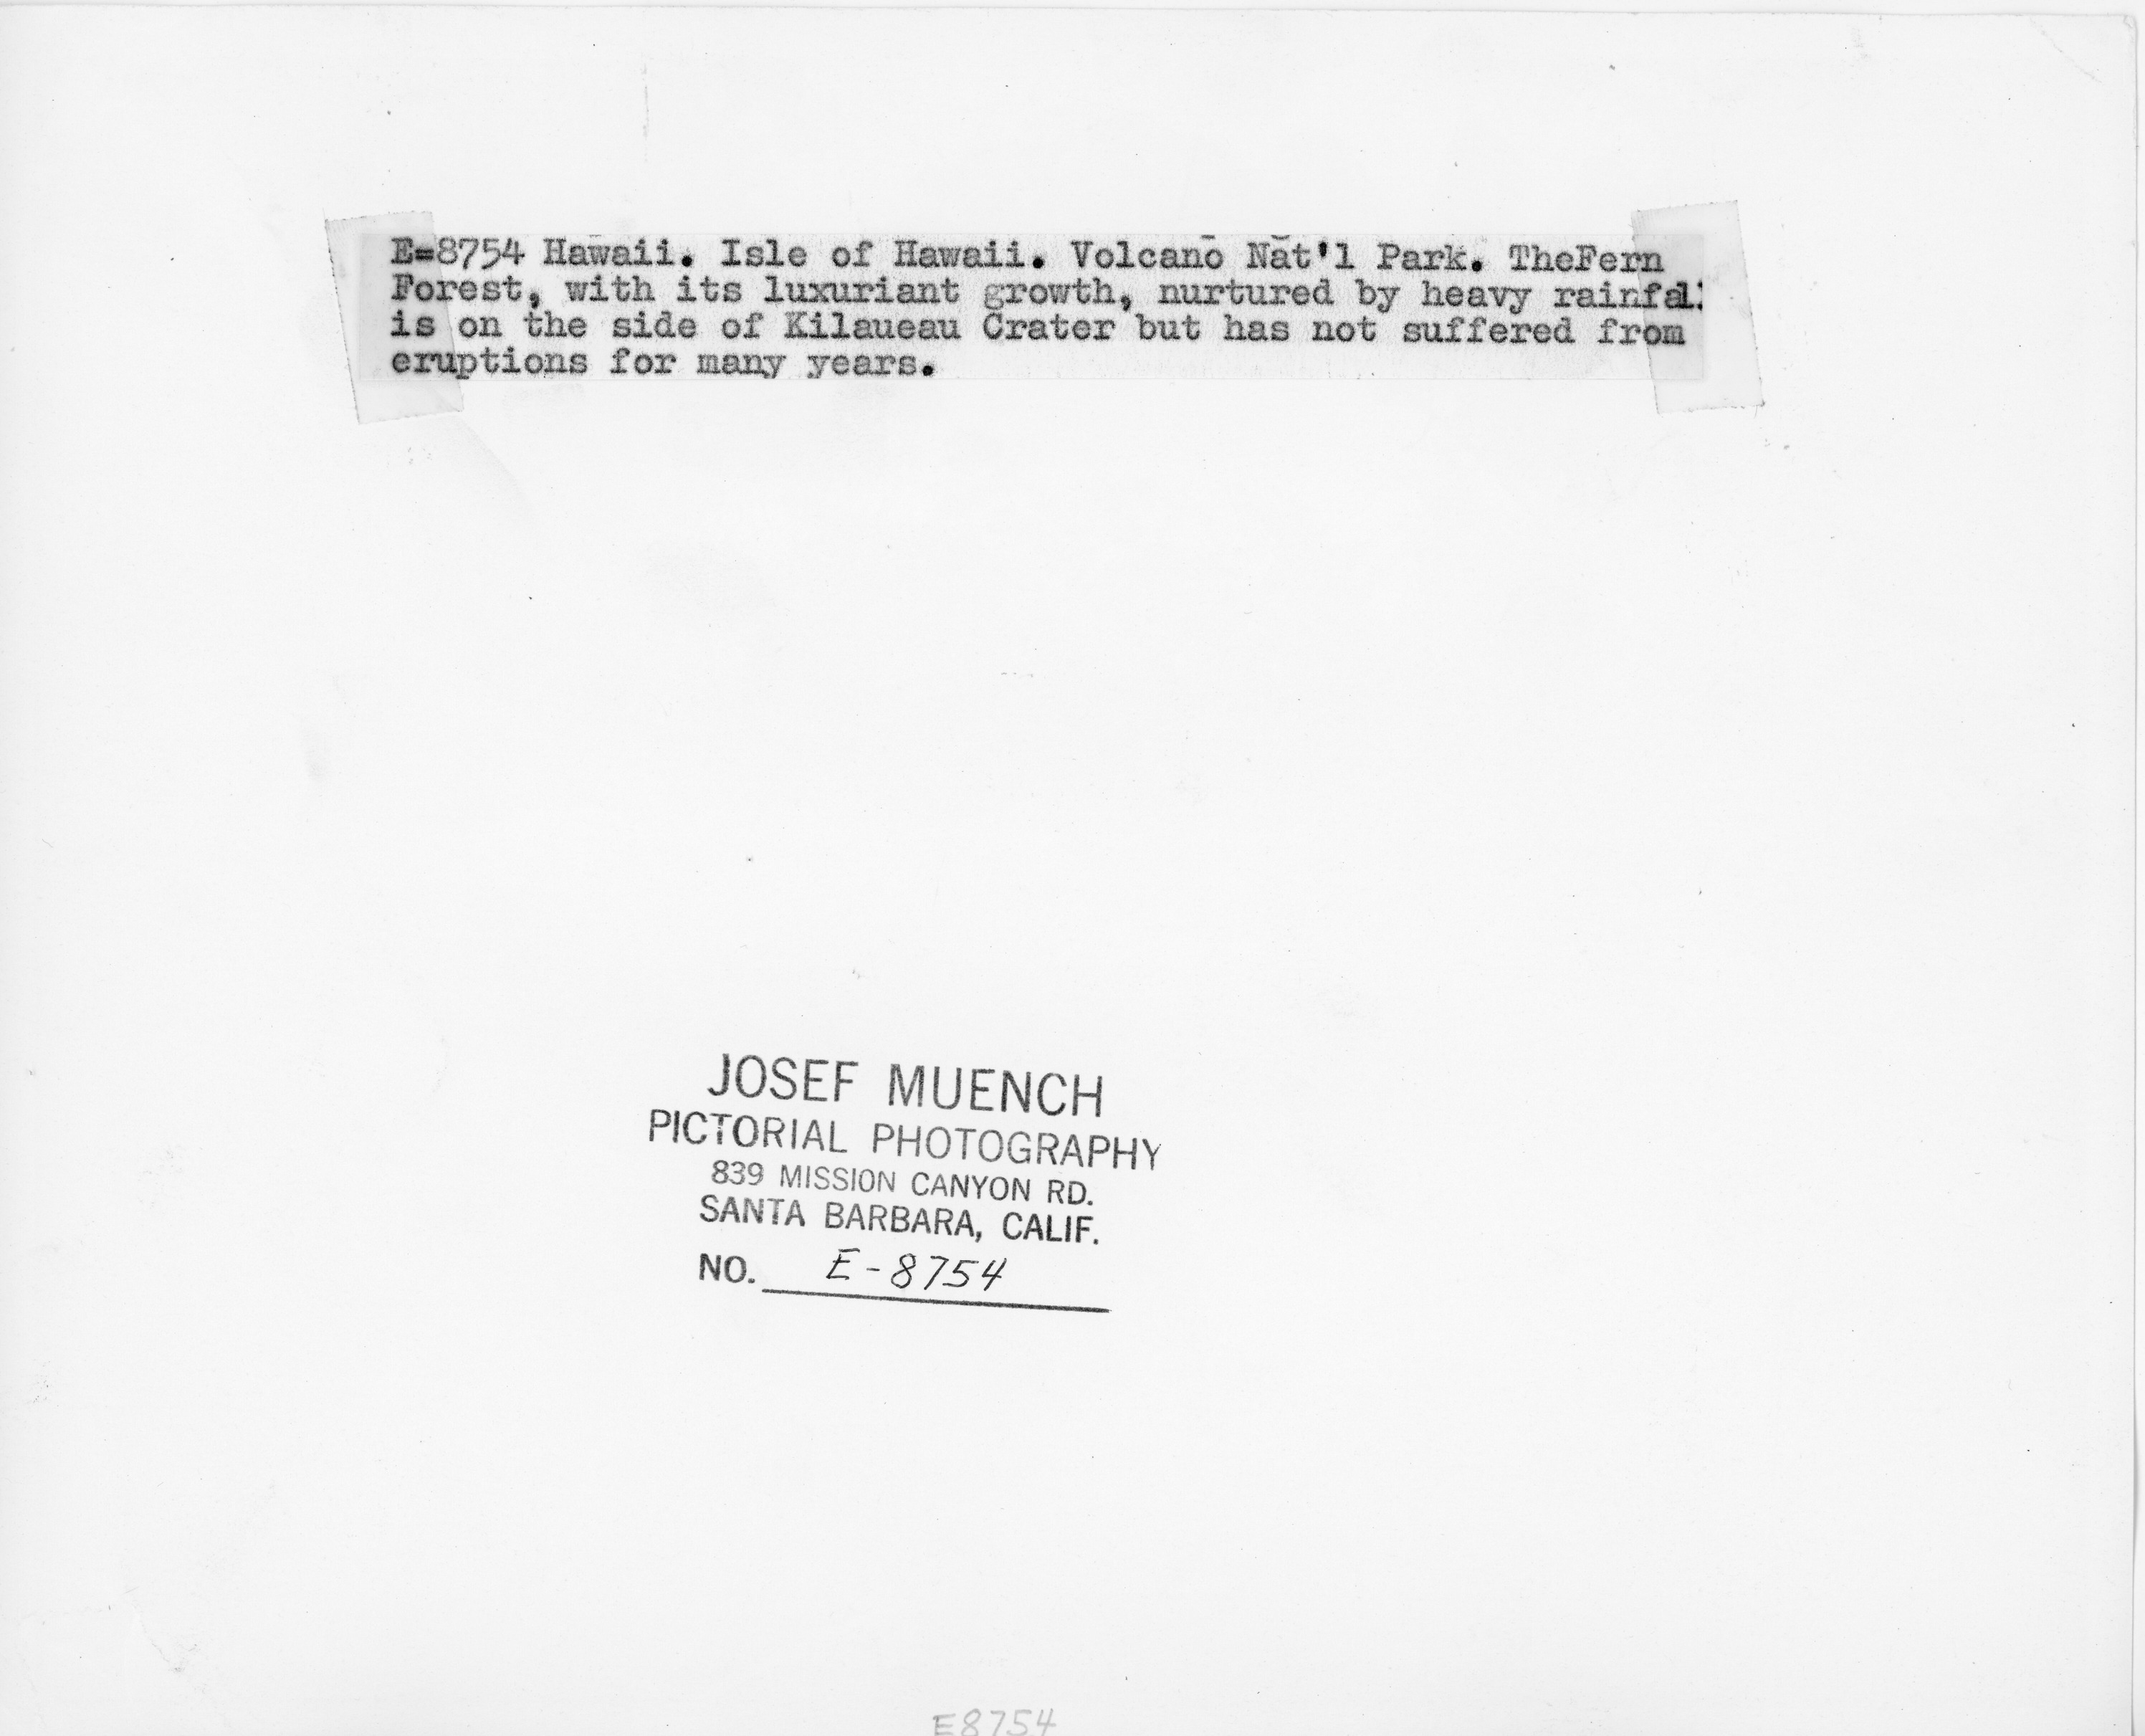 E=8754 Hawaii. Isle of Hawaii. Volcano Nat'l Park. TheFern
Forest, with its luxuriant growth, nurtured by heavy rainfal
is on the side of Kilaueau Crater but has not suffered from
eruptions for many years.
JOSEF MUENCH
PICTORIAL PHOTOGRAPHY
839 MISSION CANYON RD.
SANTA BARBARA, CALIF.
NO. E-8754
E8754